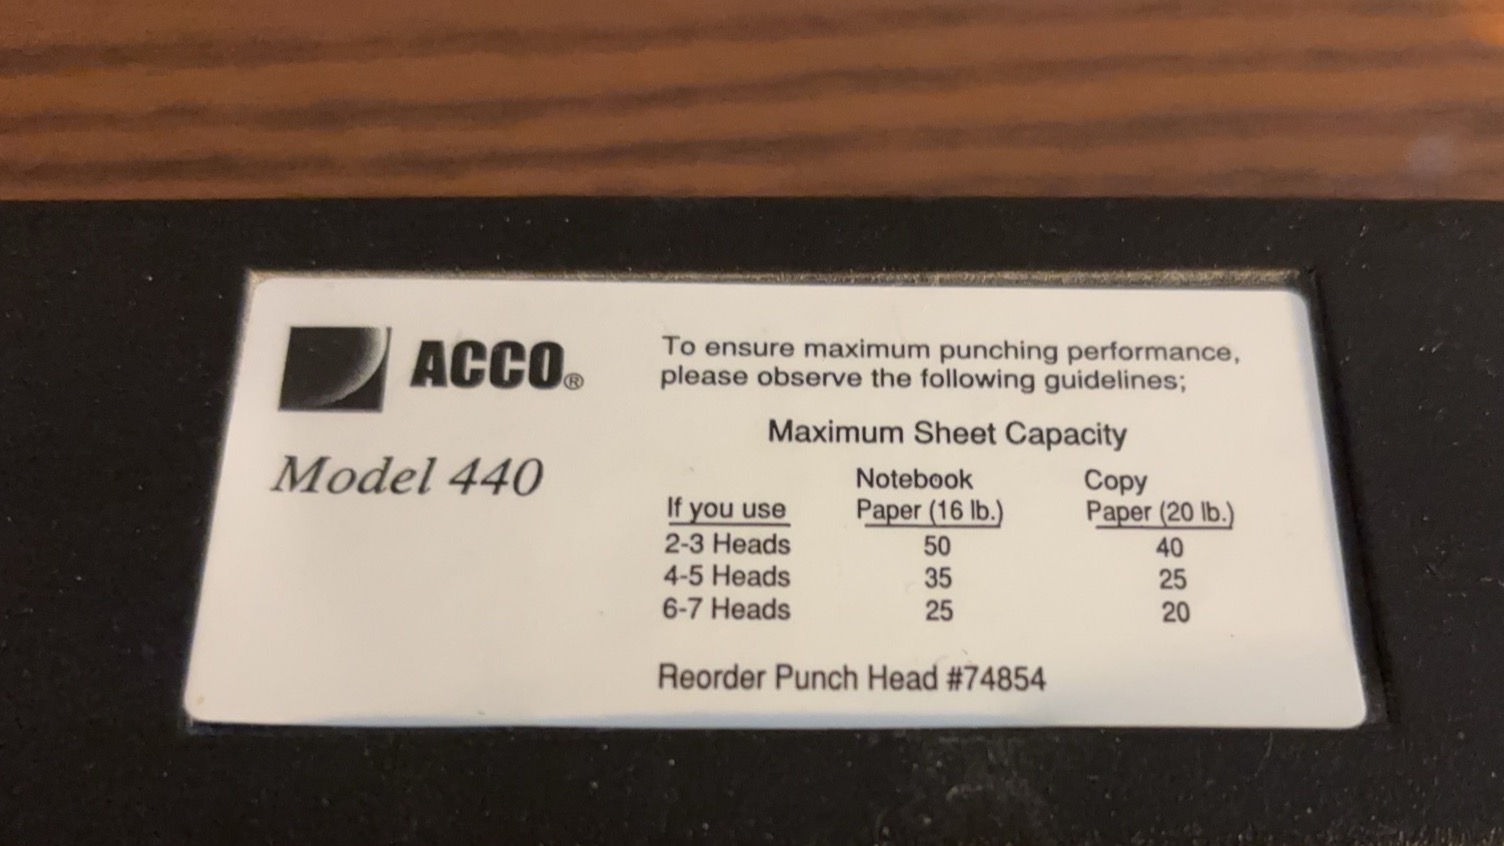 ACCO®
Model 440
To ensure maximum punching performance,
please observe the following guidelines;
Maximum Sheet Capacity
Notebook Copy
If you use Paper (16 lb.) Paper (20 lb.)
2-3 Heads 50 40
4-5 Heads 35 25
6-7 Heads 25 20
Reorder Punch Head #74854